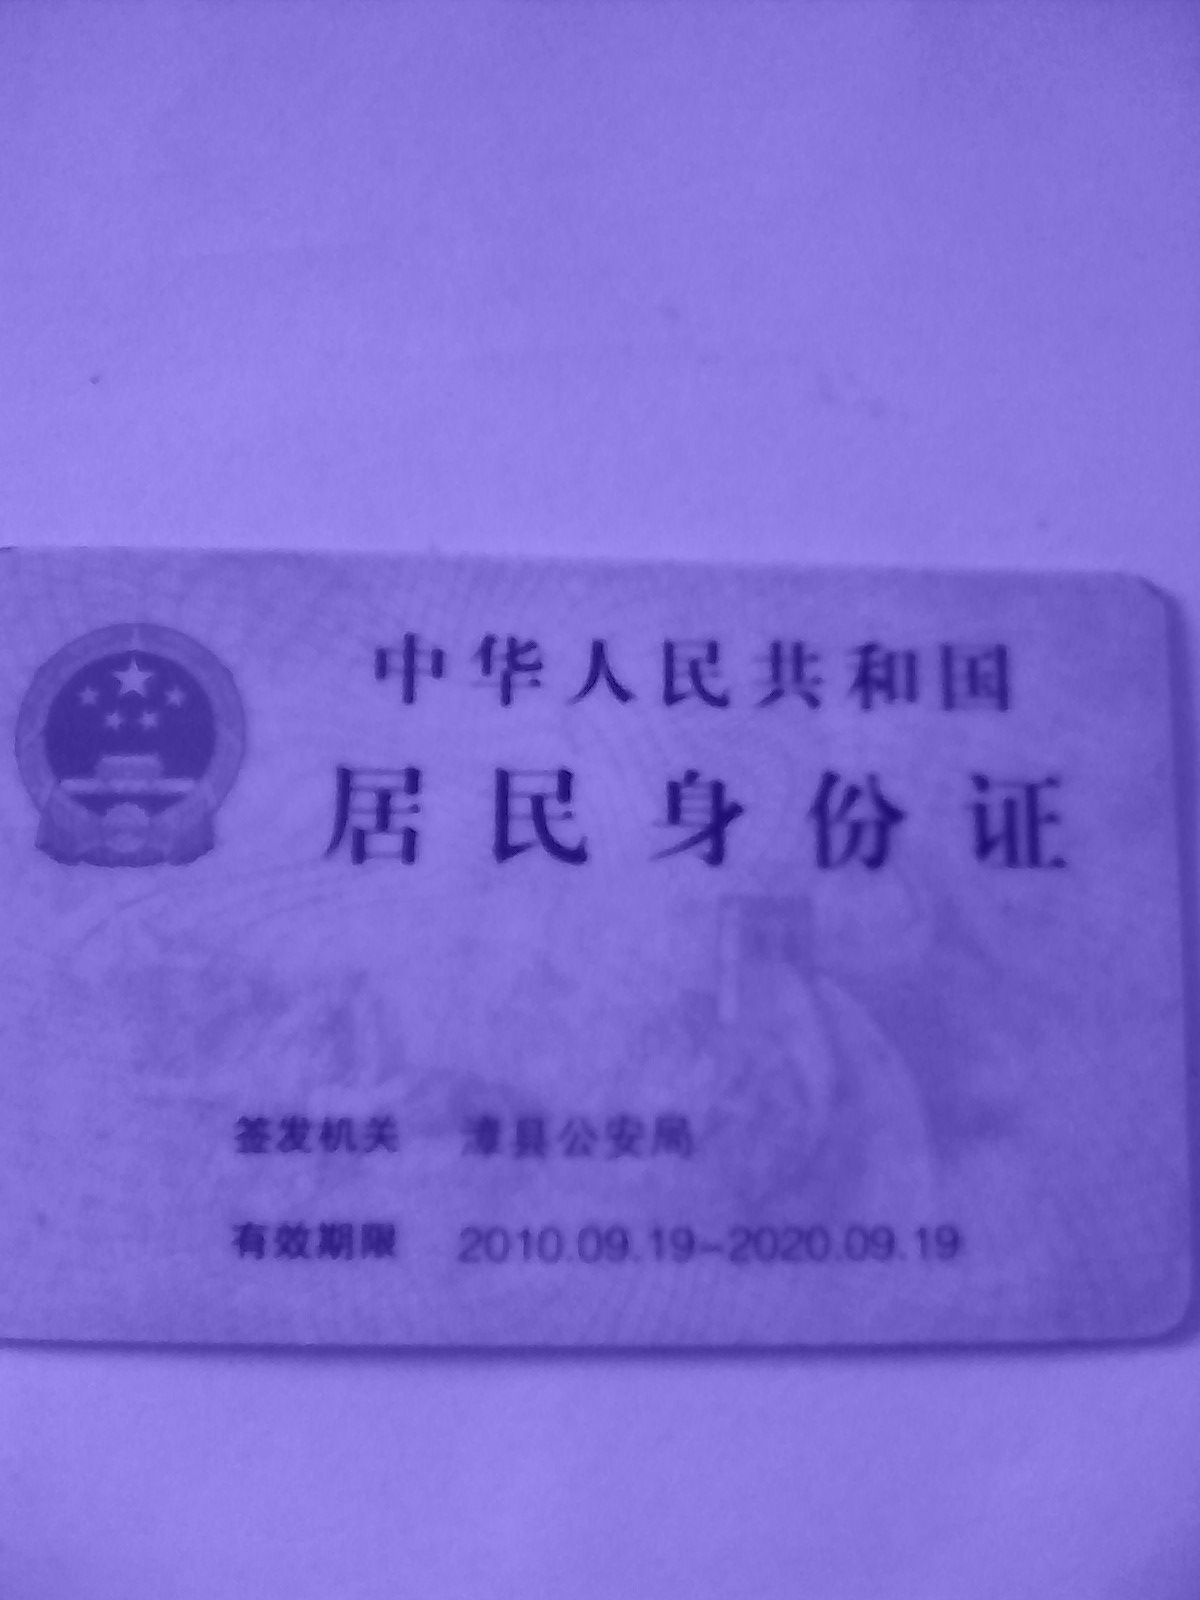 中华人民共和国
居民身份证
签发机关 漳县公安局
有效期限 2010.09.19-2020.09.19